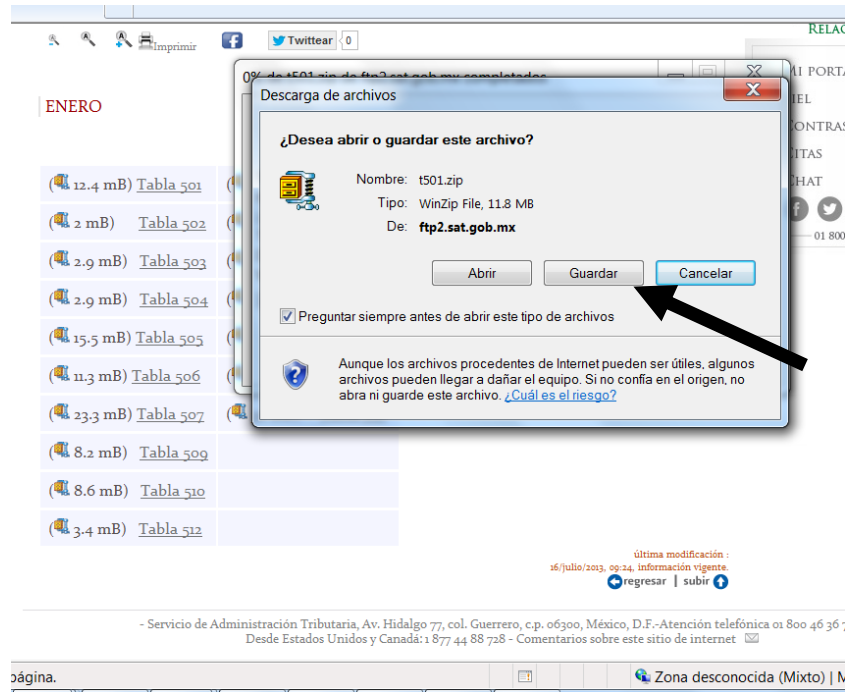 RELAC
Imprimir
Twittear 0
0% de t501.zip de ftp2.sat.gob.mx completados
MI PORTA
ENERO
Descarga de archivos
X
IEL
CONTRAS
CITAS
CHAT
01 800
¿Desea abrir o guardar este archivo?
Nombre: t501.zip
Tipo: WinZip File, 11.8 MB
De: ftp2.sat.gob.mx
Abrir Guardar Cancelar
Preguntar siempre antes de abrir este tipo de archivos
Aunque los archivos procedentes de Internet pueden ser útiles, algunos
archivos pueden llegar a dañar el equipo. Si no confía en el origen, no
abra ni guarde este archivo. ¿Cuál es el riesgo?
(12.4 mB) Tabla 501
(2 mB) Tabla 502
(2.9 mB) Tabla 503
(2.9 mB) Tabla 504
(15.5 mB) Tabla 505
(11.3 mB) Tabla 506
(23.3 mB) Tabla 507
(8.2 mB) Tabla 509
(8.6 mB) Tabla 510
(3.4 mB) Tabla 512
última modificación :
16/julio/2013, 09:24, información vigente.
regresar | subir
- Servicio de Administración Tributaria, Av. Hidalgo 77, col. Guerrero, c.p. 06300, México, D.F.-Atención telefónica 01 800 46 36 7
Desde Estados Unidos y Canadá: 1 877 44 88 728 - Comentarios sobre este sitio de internet
página.
Zona desconocida (Mixto) | M